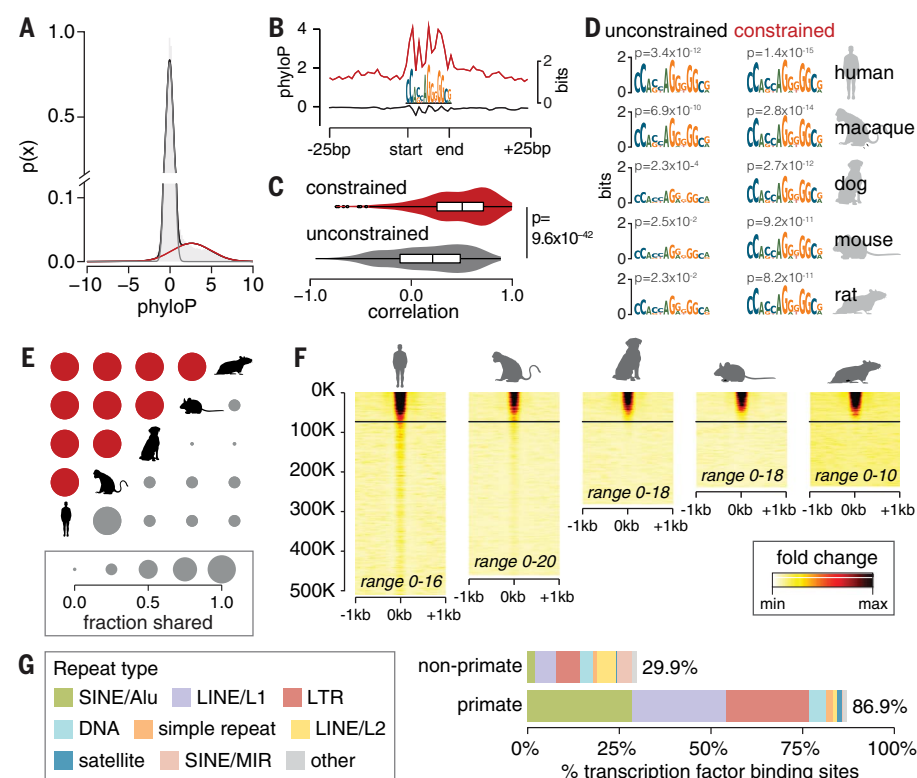 A
1.0
0.5
0.1
0.0
p(x)
−10
−5
0
5
10
phyloP
B
4
2
0
phyloP
2
0
bits
-25bp
start
end
+25bp
C
constrained
unconstrained
p=
9.6x10⁻⁴²
−1.0
0.0
1.0
correlation
D
unconstrained constrained
bits
2
0
p=3.4x10⁻¹²
p=1.4x10⁻¹⁵
human
2
0
p=6.9x10⁻¹⁰
p=2.8x10⁻¹⁴
macaque
2
0
p=2.3x10⁻⁴
p=2.7x10⁻¹²
dog
2
0
p=2.5x10⁻²
p=9.2x10⁻¹¹
mouse
2
0
p=2.3x10⁻²
p=8.2x10⁻¹¹
rat
E
0.0
0.5
1.0
fraction shared
F
0K
100K
200K
300K
400K
500K
range 0-16
range 0-20
range 0-18
range 0-18
range 0-10
-1kb 0kb +1kb
-1kb 0kb +1kb
-1kb 0kb +1kb
-1kb 0kb +1kb
-1kb 0kb +1kb
fold change
min
max
G
Repeat type
SINE/Alu
LINE/L1
LTR
DNA
simple repeat
LINE/L2
satellite
SINE/MIR
other
non-primate
29.9%
primate
86.9%
0%
25%
50%
75%
100%
% transcription factor binding sites